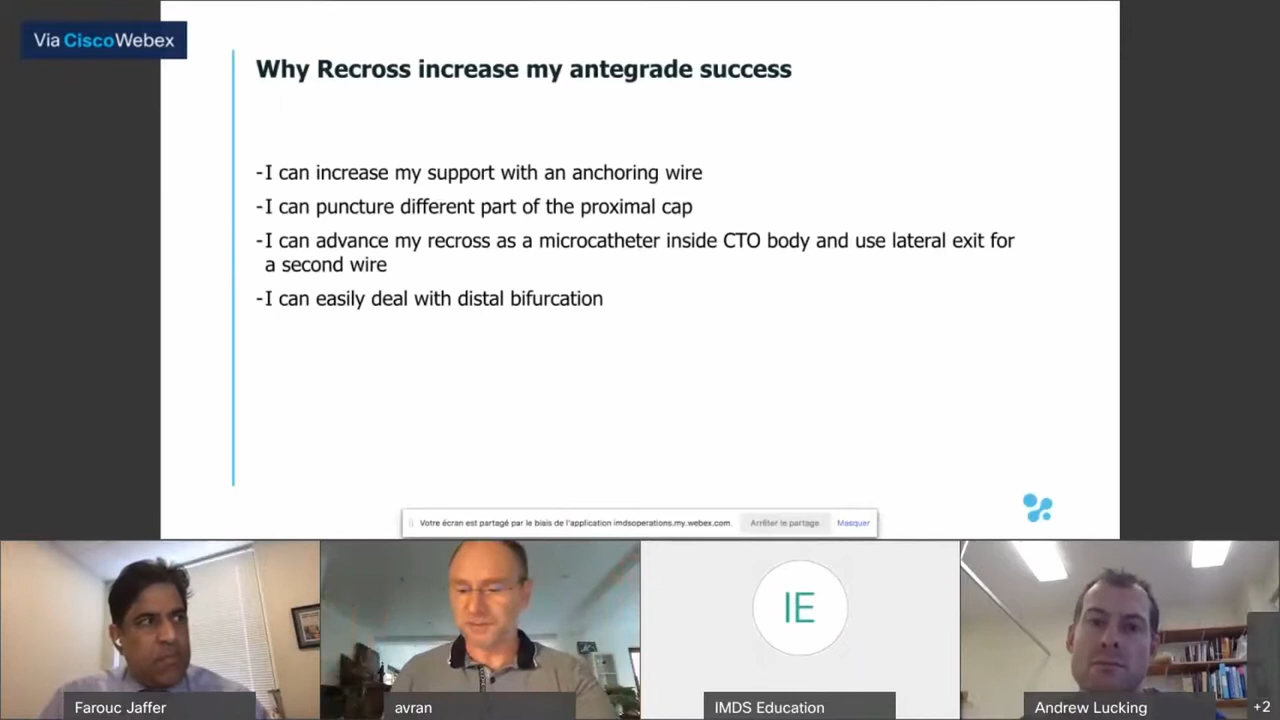 Via CiscoWebex
Why Recross increase my antegrade success
-I can increase my support with an anchoring wire
-I can puncture different part of the proximal cap
-I can advance my recross as a microcatheter inside CTO body and use lateral exit for
a second wire
-I can easily deal with distal bifurcation
Votre écran est partagé par le biais de l'application imdsoperations.my.webex.com.
Arrêter le partage
Masquer
IE
Farouc Jaffer
avran
IMDS Education
Andrew Lucking
+2